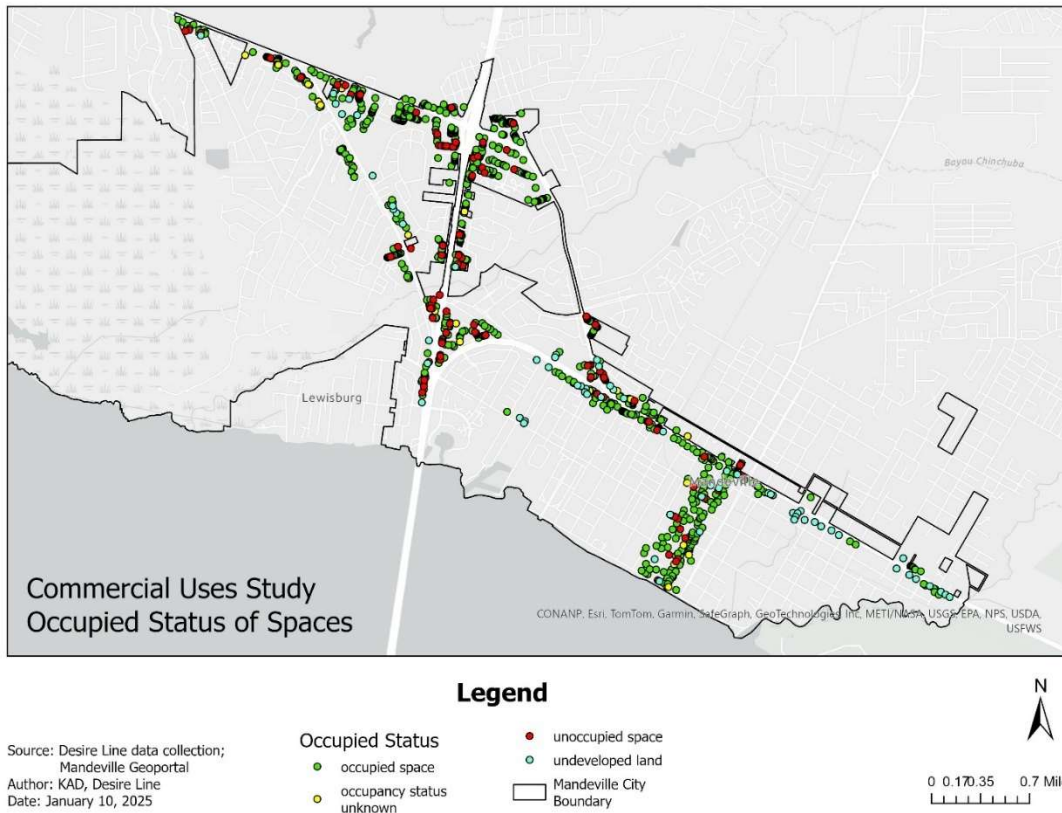 Bayou Chinchuba
Lewisburg
Mandeville
Commercial Uses Study
Occupied Status of Spaces
CONANP, Esri, TomTom, Garmin, SafeGraph, GeoTechnologies, Inc, METI/NASA, USGS, EPA, NPS, USDA,
USFWS
Legend
N
Source: Desire Line data collection;
Mandeville Geoportal
Author: KAD, Desire Line
Date: January 10, 2025
Occupied Status
occupied space
occupancy status
unknown
unoccupied space
undeveloped land
Mandeville City
Boundary
0 0.17 0.35 0.7 Mile